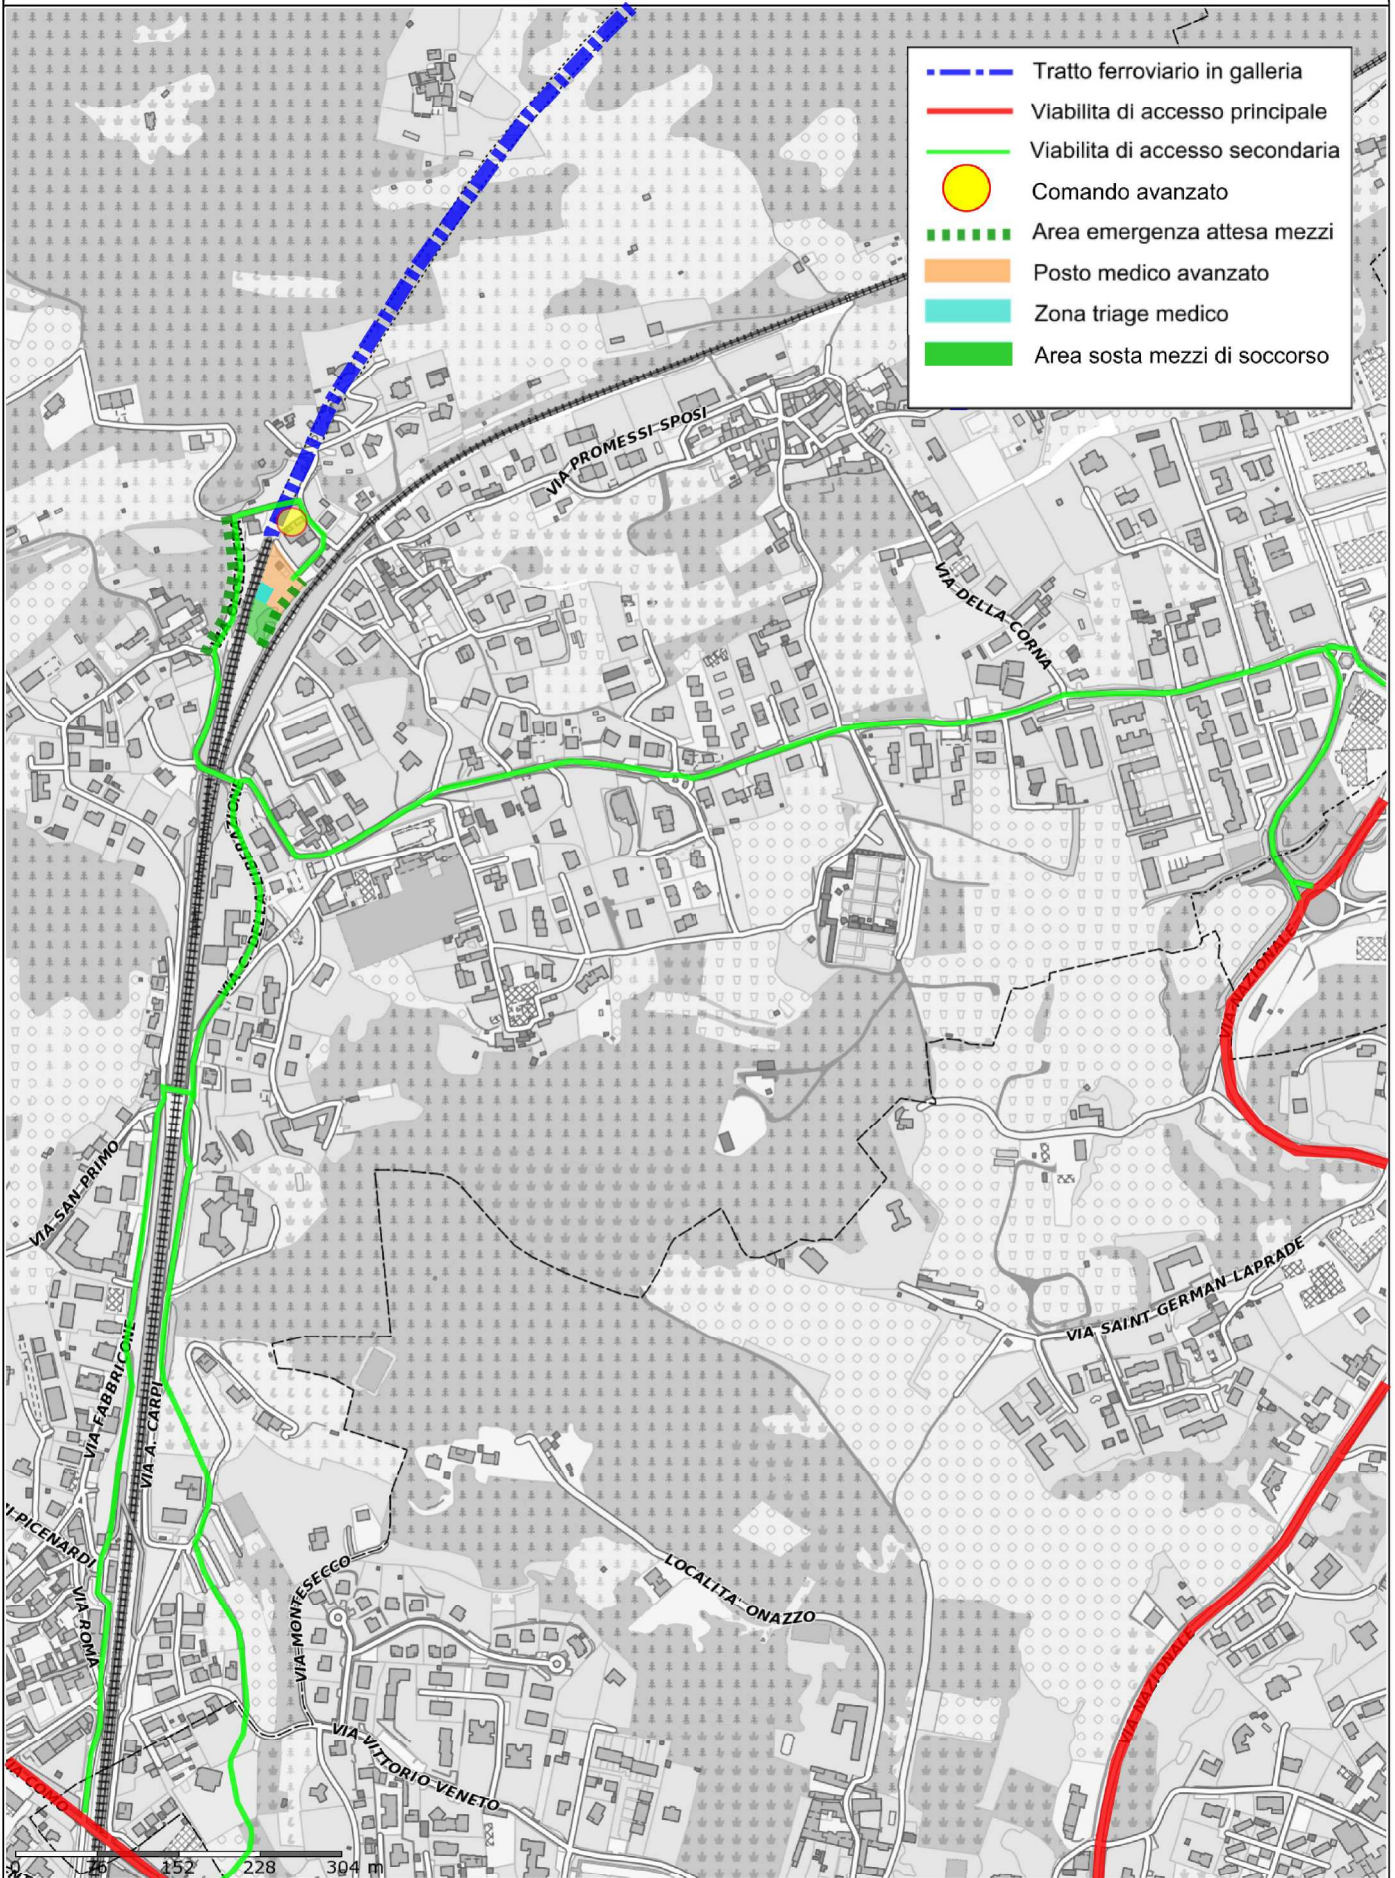 Tratto ferroviario in galleria
Viabilita di accesso principale
Viabilita di accesso secondaria
Comando avanzato
Area emergenza attesa mezzi
Posto medico avanzato
Zona triage medico
Area sosta mezzi di soccorso
VIA PROMESSI SPOSI
VIA DELLA CORNA
VIA NAZIONALE
VIA SAN PRIMO
VIA SAINT GERMAN LAPRADE
VIA FABBRICONE
VIA A. CARPI
PICENARDI
VIA ROMA
VIA MONTESECCO
LOCALITA' ONAZZO
VIA NAZIONALE
VIA VITTORIO VENETO
VIA COMO
0 76 152 228 304 m